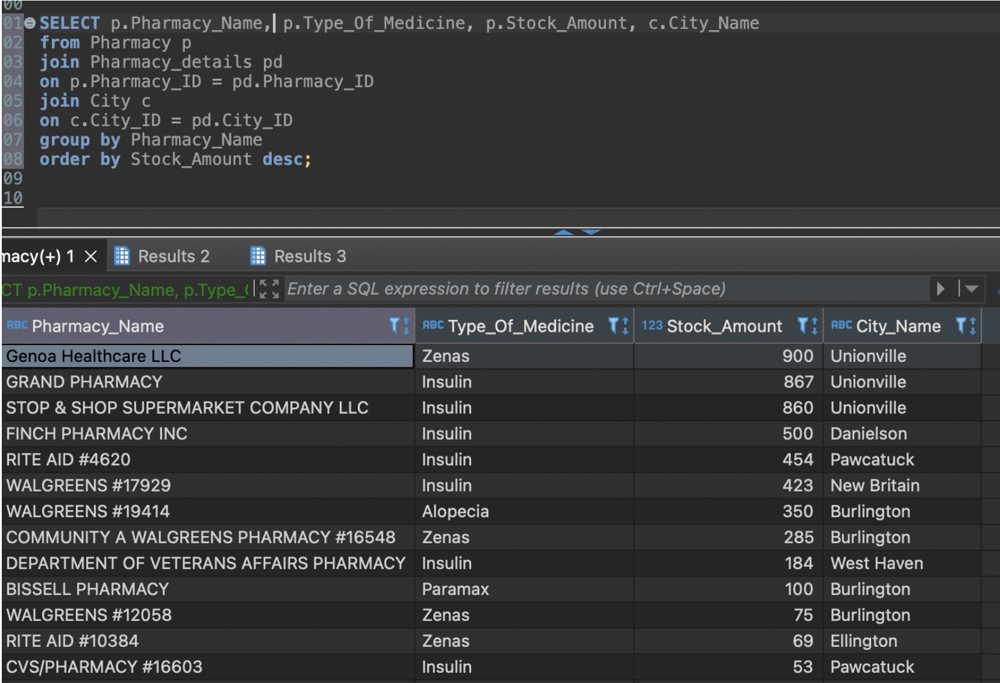 00
01 SELECT p.Pharmacy_Name, p.Type_Of_Medicine, p.Stock_Amount, c.City_Name
02 from Pharmacy p
03 join Pharmacy_details pd
04 on p.Pharmacy_ID = pd.Pharmacy_ID
05 join City c
06 on c.City_ID = pd.City_ID
07 group by Pharmacy_Name
08 order by Stock_Amount desc;
09
10
macy(+) 1 Results 2 Results 3
CT p.Pharmacy_Name, p.Type_( Enter a SQL expression to filter results (use Ctrl+Space)
ABC Pharmacy_Name ABC Type_Of_Medicine 123 Stock_Amount ABC City_Name
Genoa Healthcare LLC Zenas 900 Unionville
GRAND PHARMACY Insulin 867 Unionville
STOP & SHOP SUPERMARKET COMPANY LLC Insulin 860 Unionville
FINCH PHARMACY INC Insulin 500 Danielson
RITE AID #4620 Insulin 454 Pawcatuck
WALGREENS #17929 Insulin 423 New Britain
WALGREENS #19414 Alopecia 350 Burlington
COMMUNITY A WALGREENS PHARMACY #16548 Zenas 285 Burlington
DEPARTMENT OF VETERANS AFFAIRS PHARMACY Insulin 184 West Haven
BISSELL PHARMACY Paramax 100 Burlington
WALGREENS #12058 Zenas 75 Burlington
RITE AID #10384 Zenas 69 Ellington
CVS/PHARMACY #16603 Insulin 53 Pawcatuck